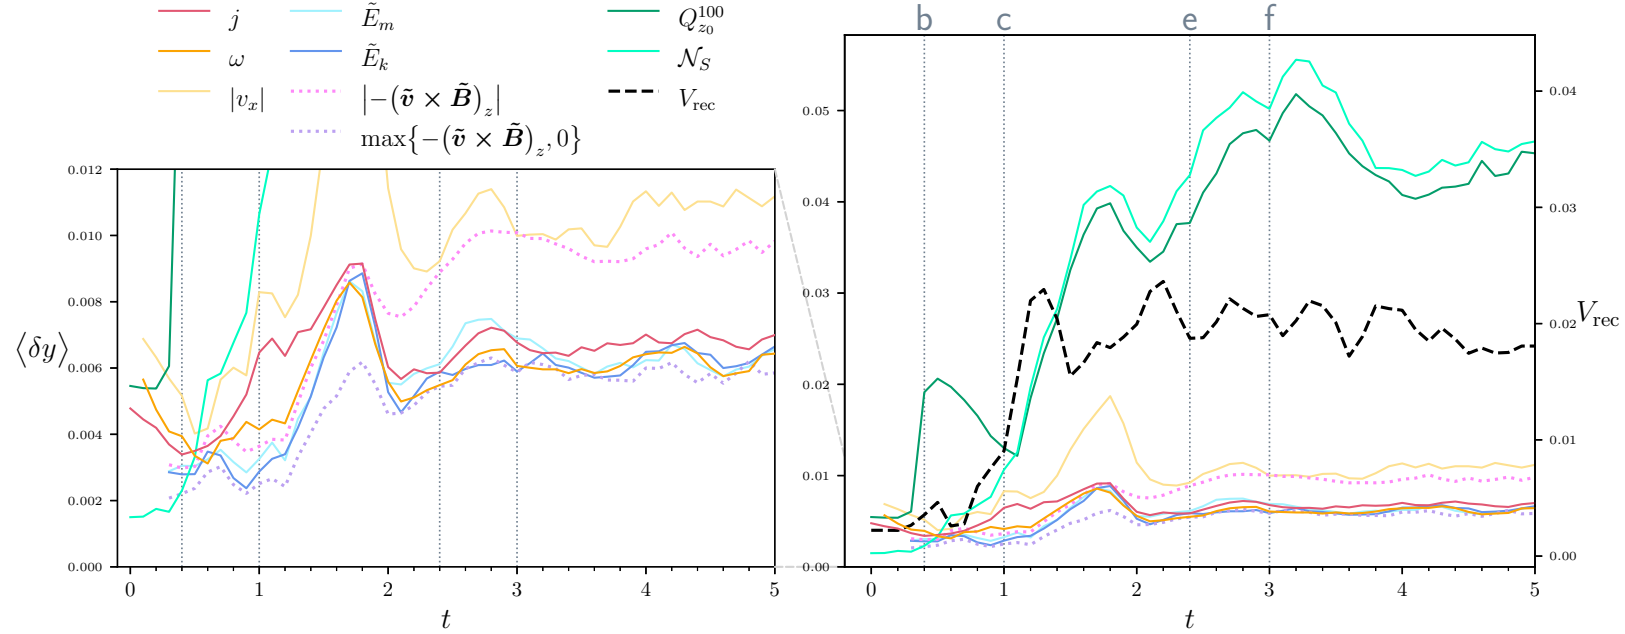 j Ẽ_m Q_{z_0}^{100}
ω Ẽ_k 𝒩_S
|v_x| |−(ṽ × B̃)_z| V_rec
max{−(ṽ × B̃)_z, 0}
b c e f
0.012
0.010
0.008
0.006
0.004
0.002
0.000
⟨δy⟩
0 1 2 3 4 5
t
0.05
0.04
0.03
0.02
0.01
0.00
0.04
0.03
0.02
0.01
0.00
V_rec
0 1 2 3 4 5
t